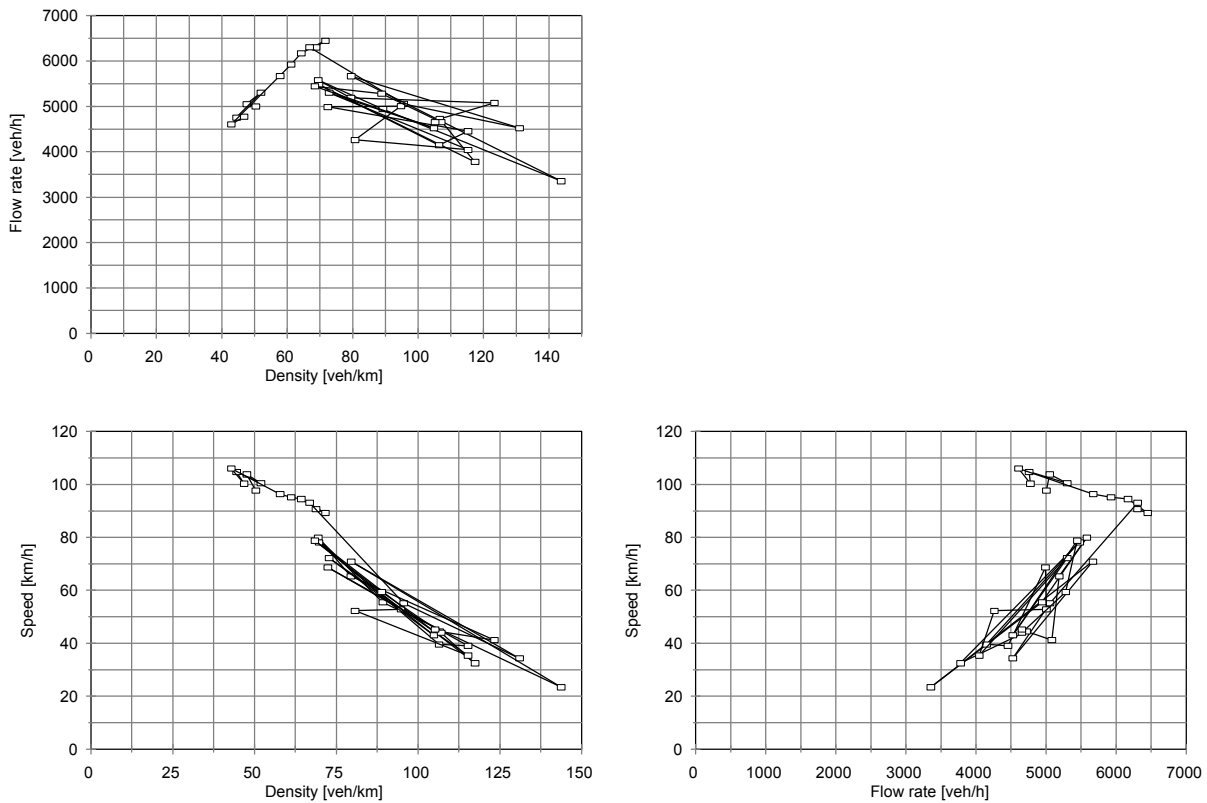 7000
6000
5000
4000
3000
2000
1000
0
Flow rate [veh/h]
0 20 40 60 80 100 120 140
Density [veh/km]
120
100
80
60
40
20
0
Speed [km/h]
0 25 50 75 100 125 150
Density [veh/km]
120
100
80
60
40
20
0
Speed [km/h]
0 1000 2000 3000 4000 5000 6000 7000
Flow rate [veh/h]